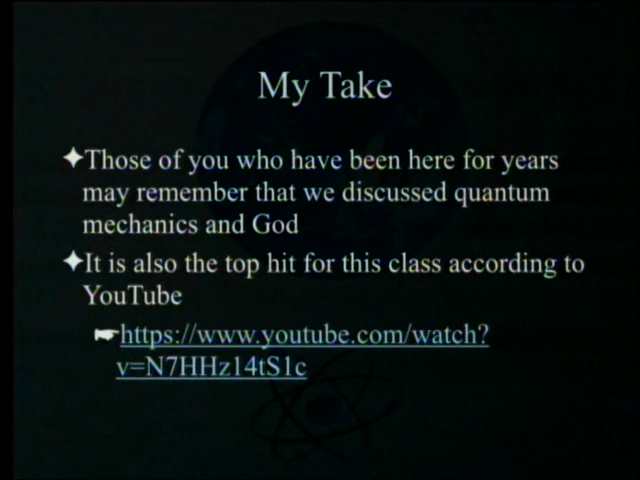 My Take
Those of you who have been here for years
may remember that we discussed quantum
mechanics and God
It is also the top hit for this class according to
YouTube
https://www.youtube.com/watch?
v=N7HHz14tS1c